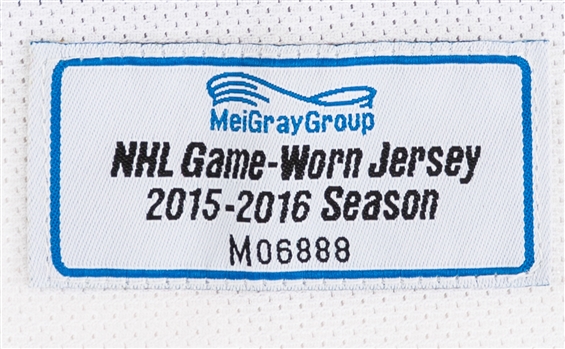 MeiGrayGroup
NHL Game-Worn Jersey
2015-2016 Season
M06888